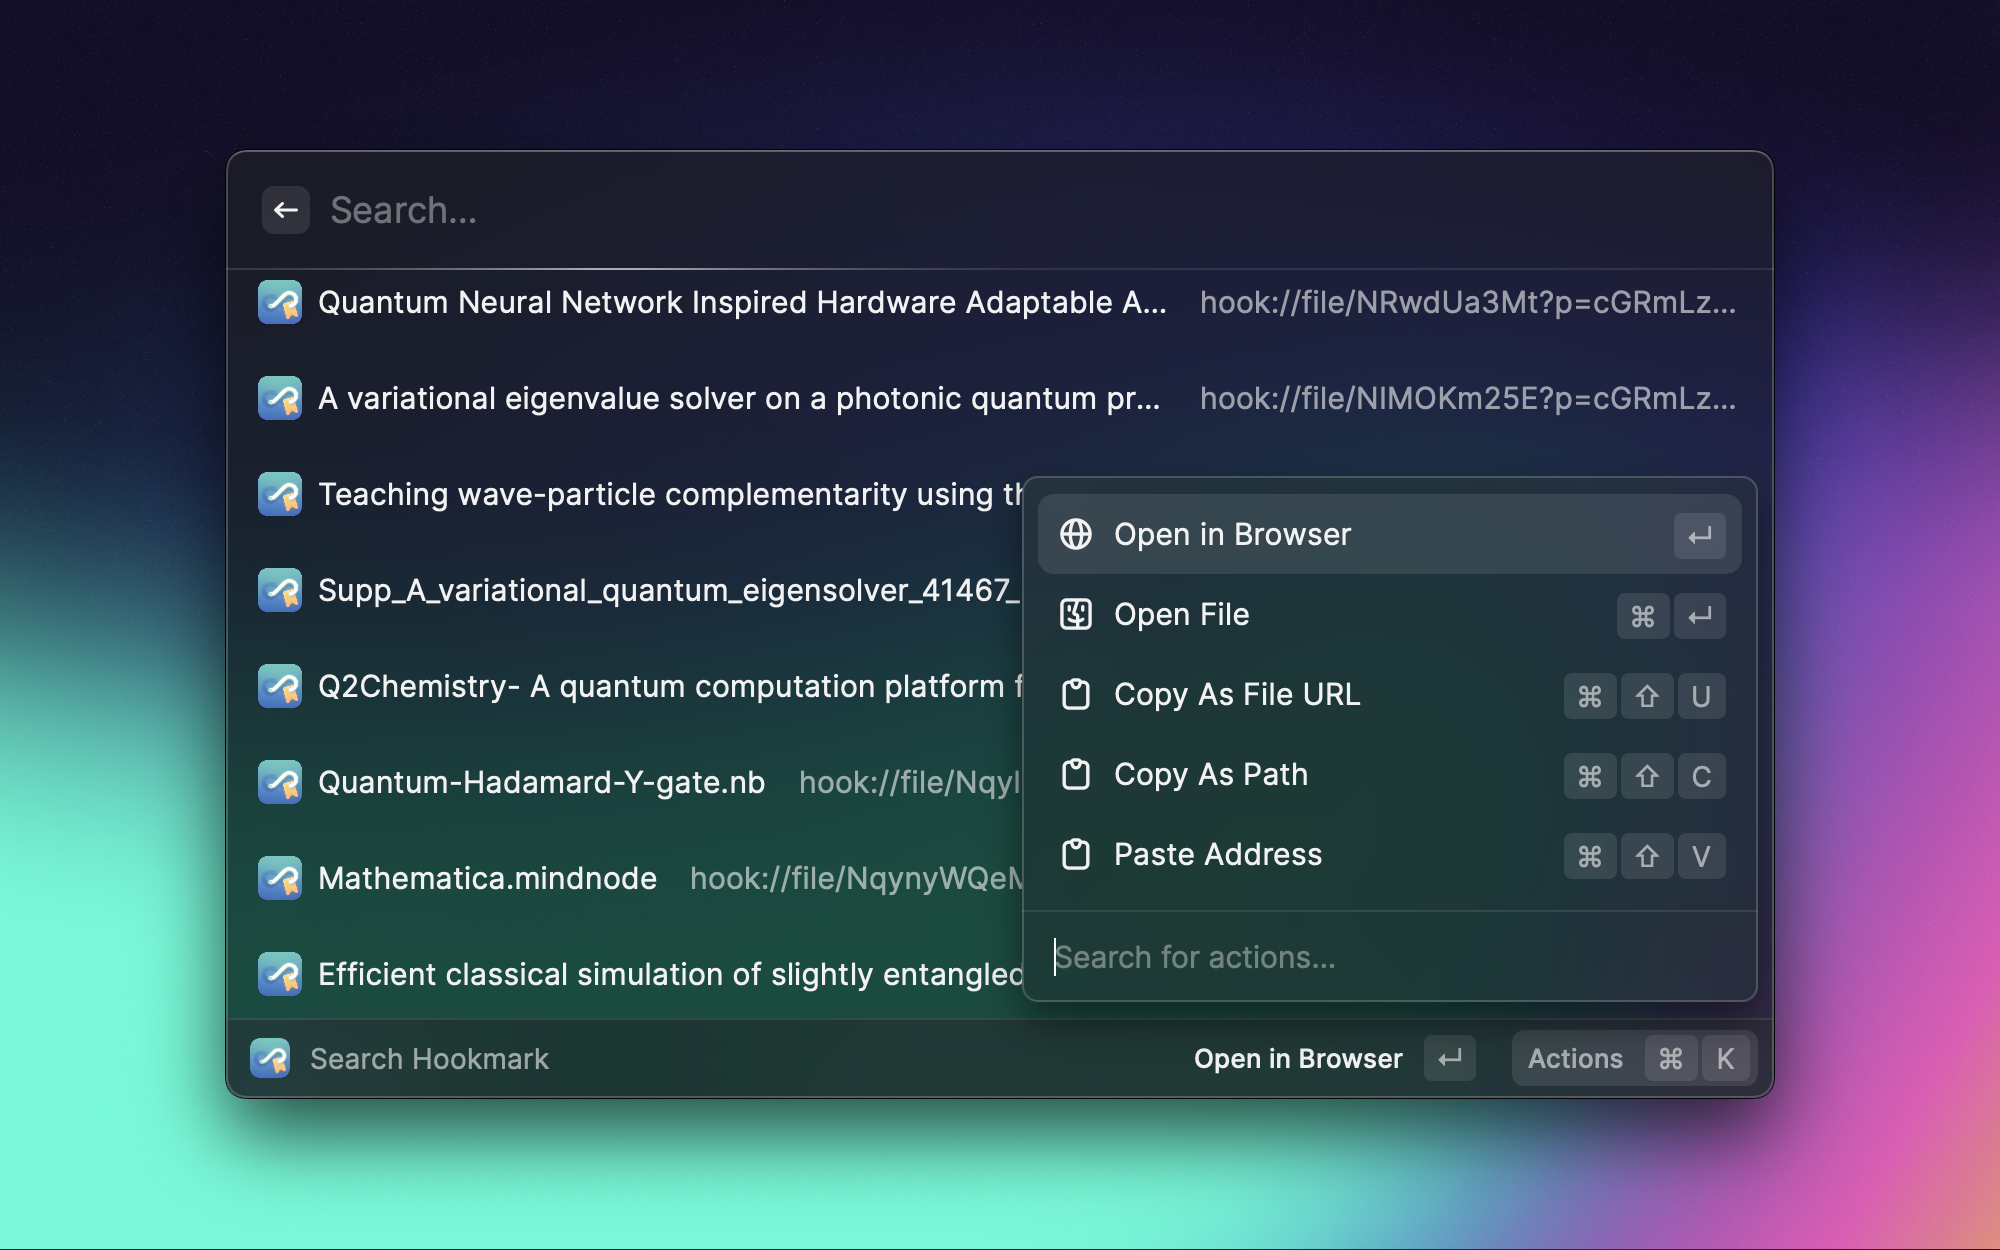 Search...
Quantum Neural Network Inspired Hardware Adaptable A... hook://file/NRwdUa3Mt?p=cGRmLz...
A variational eigenvalue solver on a photonic quantum pr... hook://file/NIMOKm25E?p=cGRmLz...
Teaching wave-particle complementarity using
Supp_A_variational_quantum_eigensolver_41467_
Q2Chemistry- A quantum computation platform
Quantum-Hadamard-Y-gate.nb hook://file/Nqyl
Mathematica.mindnode hook://file/NqynyWQeM
Efficient classical simulation of slightly entangled
Open in Browser ↵
Open File ⌘ ↵
Copy As File URL ⌘ ⇧ U
Copy As Path ⌘ ⇧ C
Paste Address ⌘ ⇧ V
Search for actions...
Search Hookmark Open in Browser ↵ Actions ⌘ K